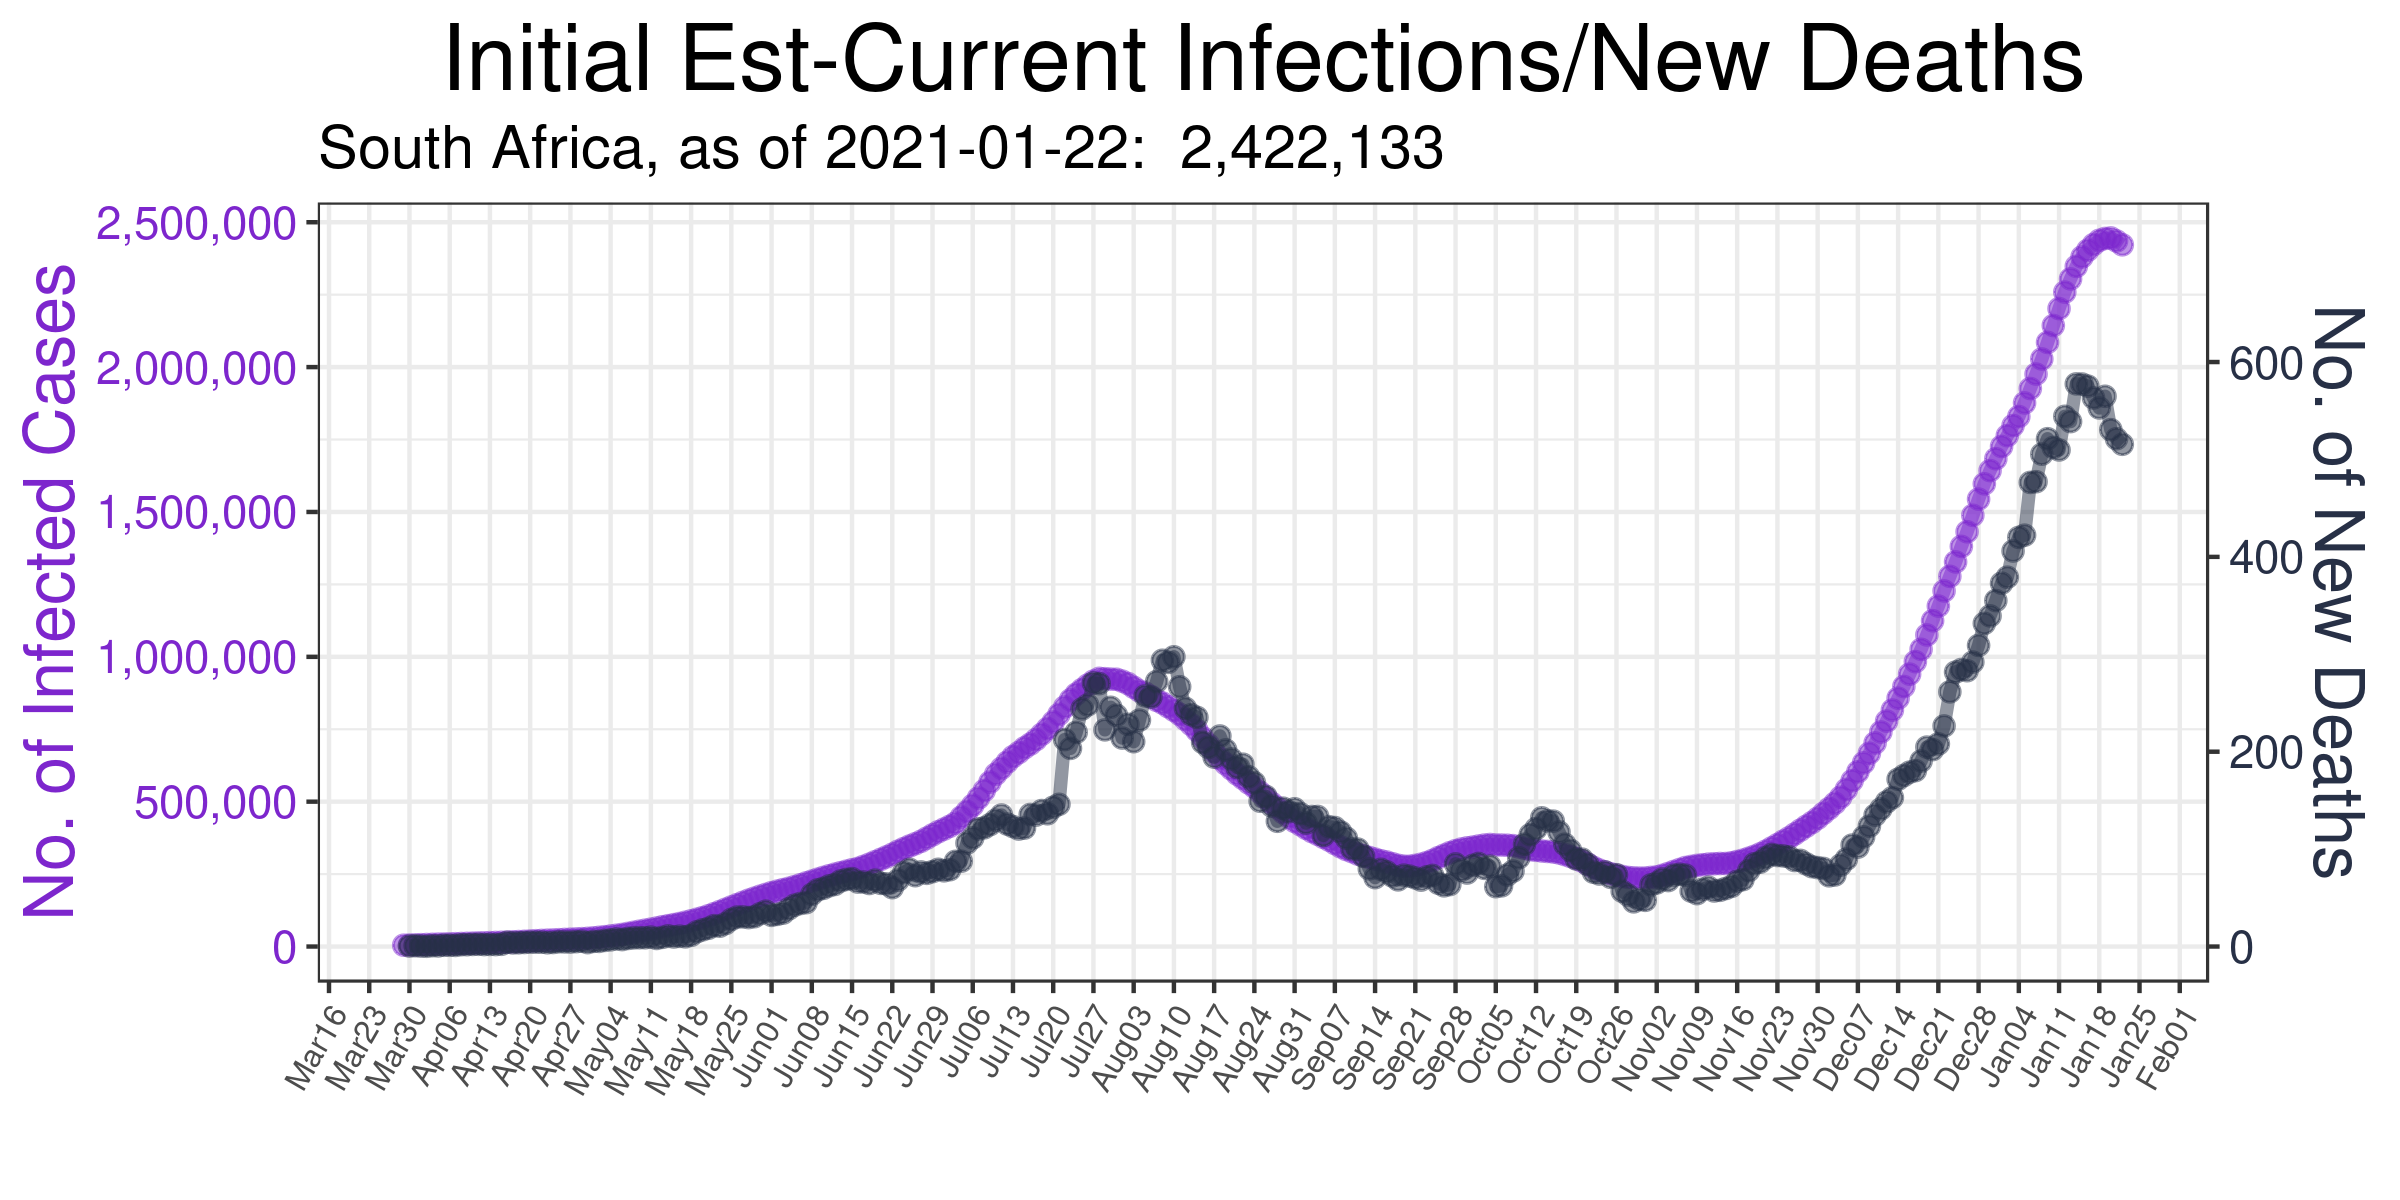 Initial Est-Current Infections/New Deaths
South Africa, as of 2021-01-22:  2,422,133
No. of Infected Cases
2,500,000
2,000,000
1,500,000
1,000,000
500,000
0
600
400
200
0
No. of New Deaths
Mar16
Mar23
Mar30
Apr06
Apr13
Apr20
Apr27
May04
May11
May18
May25
Jun01
Jun08
Jun15
Jun22
Jun29
Jul06
Jul13
Jul20
Jul27
Aug03
Aug10
Aug17
Aug24
Aug31
Sep07
Sep14
Sep21
Sep28
Oct05
Oct12
Oct19
Oct26
Nov02
Nov09
Nov16
Nov23
Nov30
Dec07
Dec14
Dec21
Dec28
Jan04
Jan11
Jan18
Jan25
Feb01